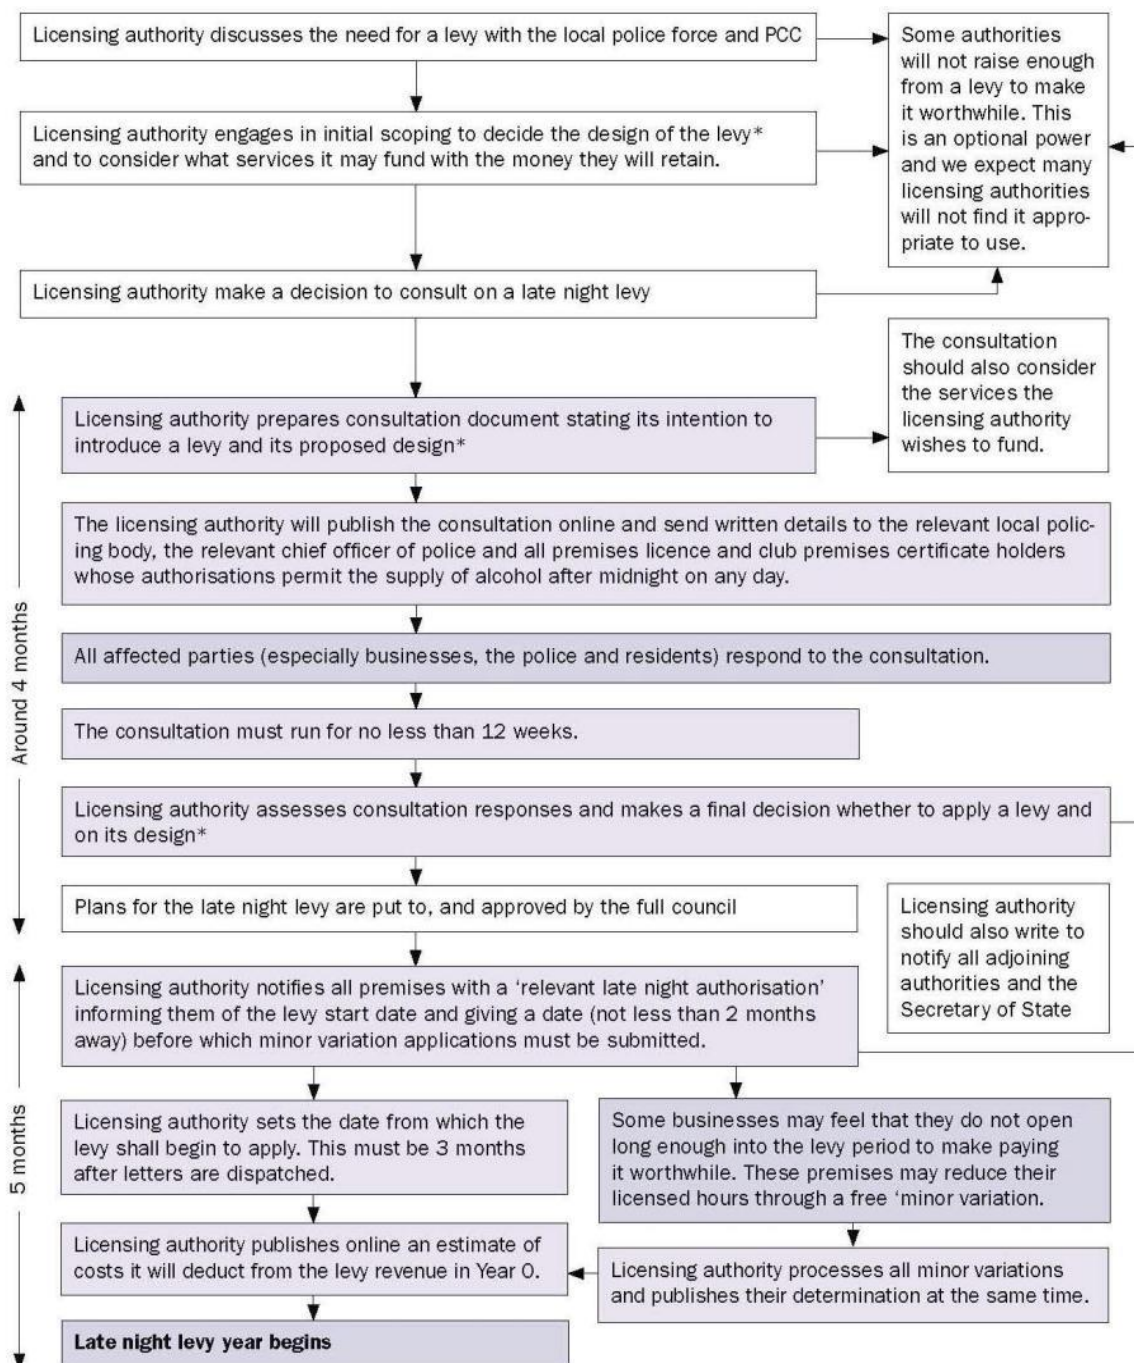 Licensing authority discusses the need for a levy with the local police force and PCC
Some authorities
will not raise enough
from a levy to make
it worthwhile. This
is an optional power
and we expect many
licensing authorities
will not find it appro-
priate to use.
Licensing authority engages in initial scoping to decide the design of the levy*
and to consider what services it may fund with the money they will retain.
Licensing authority make a decision to consult on a late night levy
The consultation
should also consider
the services the
licensing authority
wishes to fund.
Around 4 months
Licensing authority prepares consultation document stating its intention to
introduce a levy and its proposed design*
The licensing authority will publish the consultation online and send written details to the relevant local polic-
ing body, the relevant chief officer of police and all premises licence and club premises certificate holders
whose authorisations permit the supply of alcohol after midnight on any day.
All affected parties (especially businesses, the police and residents) respond to the consultation.
The consultation must run for no less than 12 weeks.
Licensing authority assesses consultation responses and makes a final decision whether to apply a levy and
on its design*
Plans for the late night levy are put to, and approved by the full council
Licensing authority
should also write to
notify all adjoining
authorities and the
Secretary of State
5 months
Licensing authority notifies all premises with a ‘relevant late night authorisation’
informing them of the levy start date and giving a date (not less than 2 months
away) before which minor variation applications must be submitted.
Licensing authority sets the date from which the
levy shall begin to apply. This must be 3 months
after letters are dispatched.
Some businesses may feel that they do not open
long enough into the levy period to make paying
it worthwhile. These premises may reduce their
licensed hours through a free ‘minor variation.
Licensing authority publishes online an estimate of
costs it will deduct from the levy revenue in Year 0.
Licensing authority processes all minor variations
and publishes their determination at the same time.
Late night levy year begins